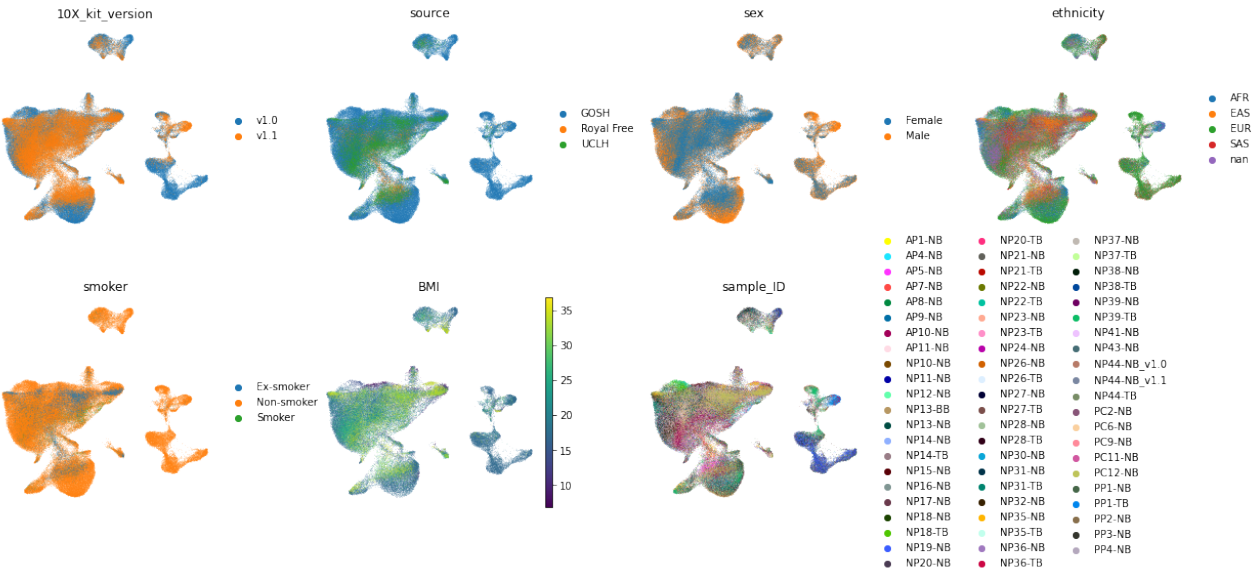 10X_kit_version
v1.0
v1.1
source
GOSH
Royal Free
UCLH
sex
Female
Male
ethnicity
AFR
EAS
EUR
SAS
nan
smoker
Ex-smoker
Non-smoker
Smoker
BMI
35
30
25
20
15
10
sample_ID
AP1-NB
AP4-NB
AP5-NB
AP7-NB
AP8-NB
AP9-NB
AP10-NB
AP11-NB
NP10-NB
NP11-NB
NP12-NB
NP13-BB
NP13-NB
NP14-NB
NP14-TB
NP15-NB
NP16-NB
NP17-NB
NP18-NB
NP18-TB
NP19-NB
NP20-NB
NP20-TB
NP21-NB
NP21-TB
NP22-NB
NP22-TB
NP23-NB
NP23-TB
NP24-NB
NP26-NB
NP26-TB
NP27-NB
NP27-TB
NP28-NB
NP28-TB
NP30-NB
NP31-NB
NP31-TB
NP32-NB
NP35-NB
NP35-TB
NP36-NB
NP36-TB
NP37-NB
NP37-TB
NP38-NB
NP38-TB
NP39-NB
NP39-TB
NP41-NB
NP43-NB
NP44-NB_v1.0
NP44-NB_v1.1
NP44-TB
PC2-NB
PC6-NB
PC9-NB
PC11-NB
PC12-NB
PP1-NB
PP1-TB
PP2-NB
PP3-NB
PP4-NB